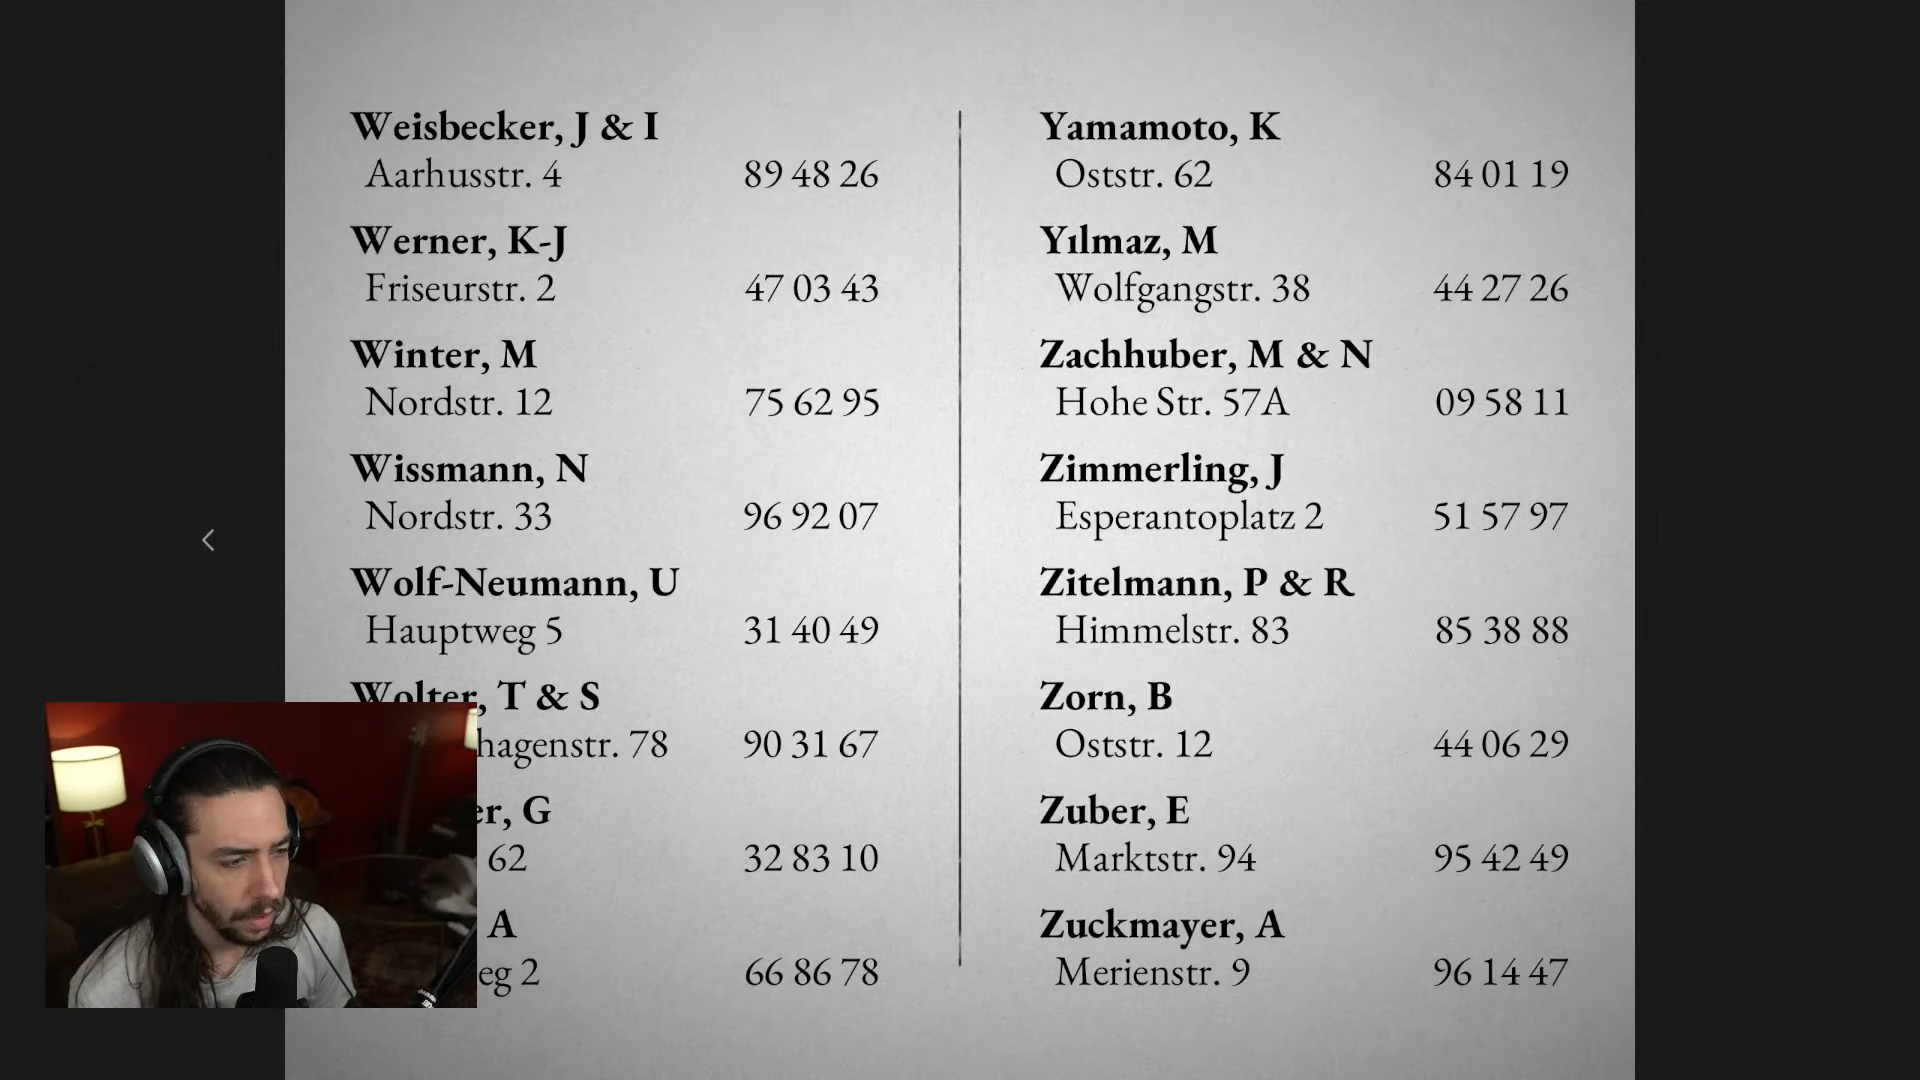 Weisbecker, J & I
Aarhusstr. 4 89 48 26
Werner, K-J
Friseurstr. 2 47 03 43
Winter, M
Nordstr. 12 75 62 95
Wissmann, N
Nordstr. 33 96 92 07
Wolf-Neumann, U
Hauptweg 5 31 40 49
Wolter, T & S
hagenstr. 78 90 31 67
er, G
62 32 83 10
A
eg 2 66 86 78
Yamamoto, K
Oststr. 62 84 01 19
Yılmaz, M
Wolfgangstr. 38 44 27 26
Zachhuber, M & N
Hohe Str. 57A 09 58 11
Zimmerling, J
Esperantoplatz 2 51 57 97
Zitelmann, P & R
Himmelstr. 83 85 38 88
Zorn, B
Oststr. 12 44 06 29
Zuber, E
Marktstr. 94 95 42 49
Zuckmayer, A
Merienstr. 9 96 14 47